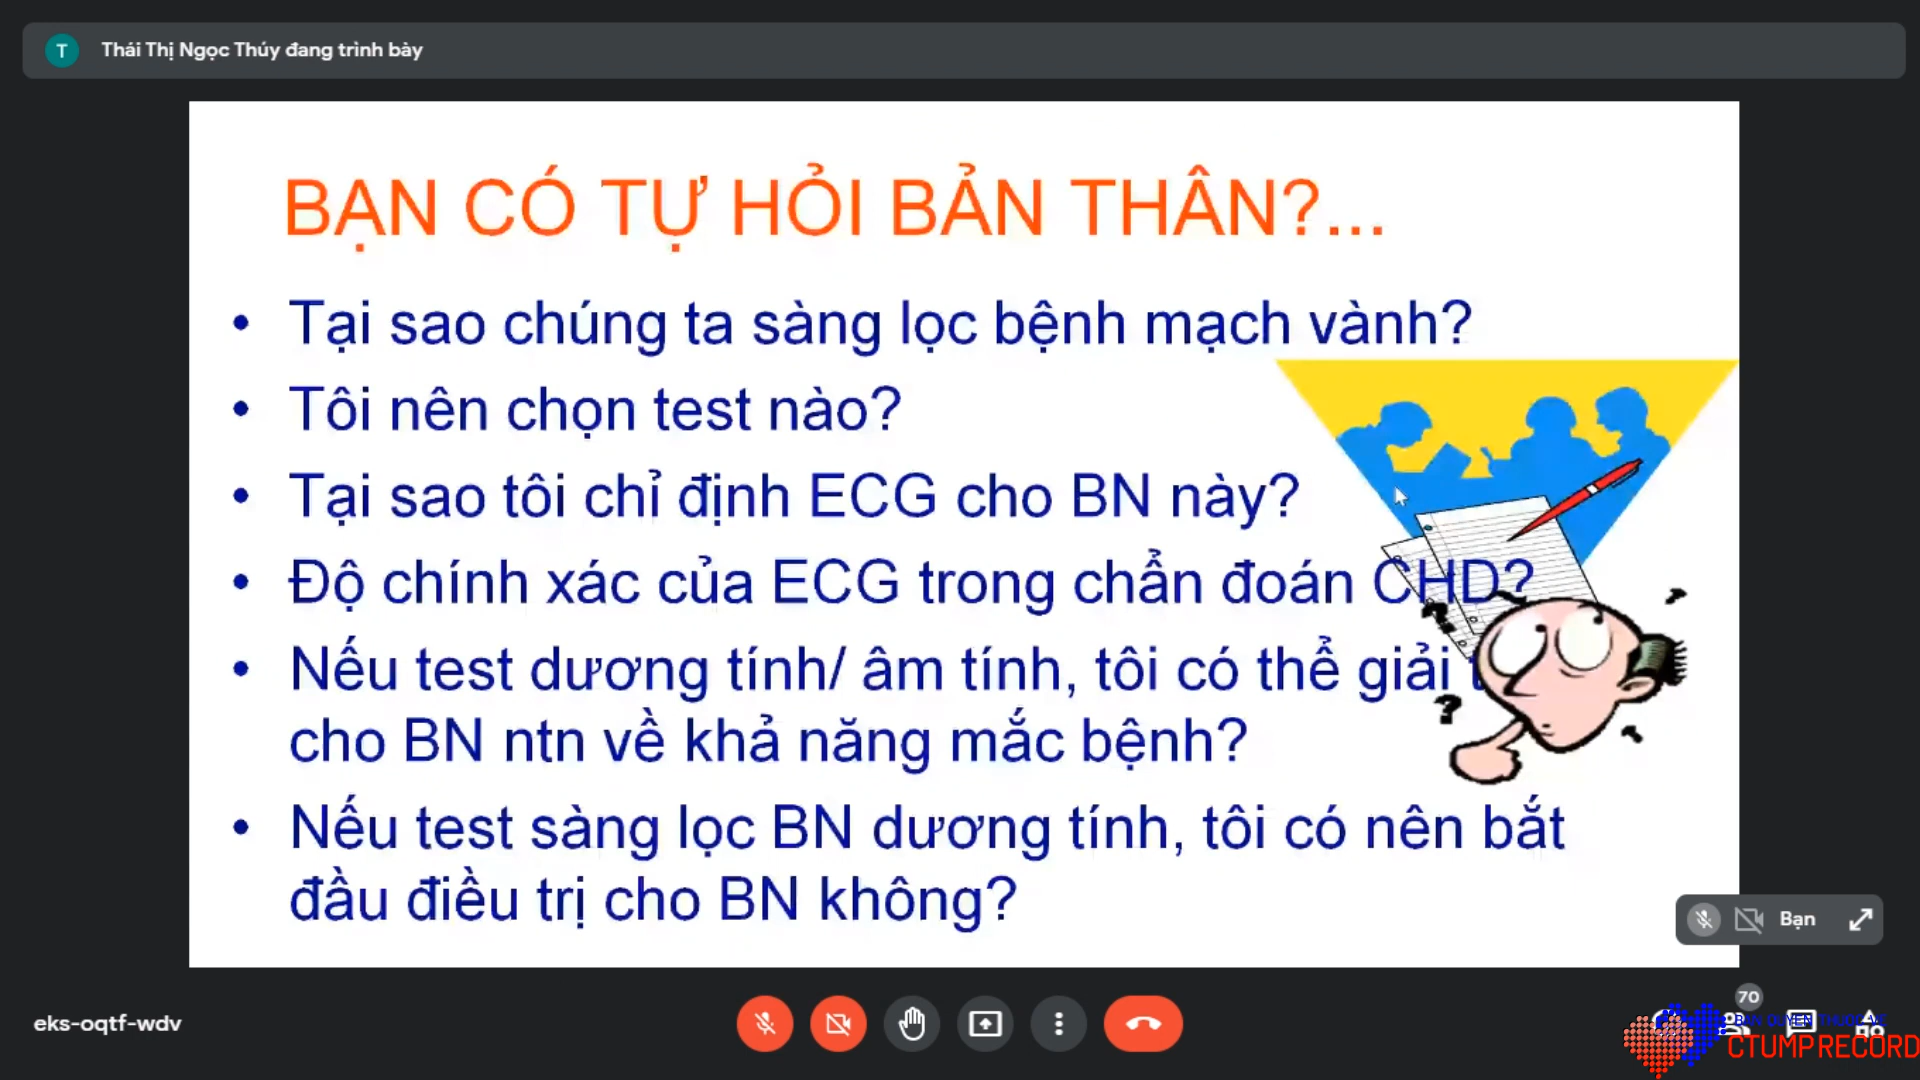 T
Thái Thị Ngọc Thúy đang trình bày
BẠN CÓ TỰ HỎI BẢN THÂN?...
• Tại sao chúng ta sàng lọc bệnh mạch vành?
• Tôi nên chọn test nào?
• Tại sao tôi chỉ định ECG cho BN này?
• Độ chính xác của ECG trong chẩn đoán CHD?
• Nếu test dương tính/ âm tính, tôi có thể giải
cho BN ntn về khả năng mắc bệnh?
• Nếu test sàng lọc BN dương tính, tôi có nên bắt
đầu điều trị cho BN không?
Bạn
eks-oqtf-wdv
70
BẢN QUYỀN THUỘC VỀ
CTUMP RECORD